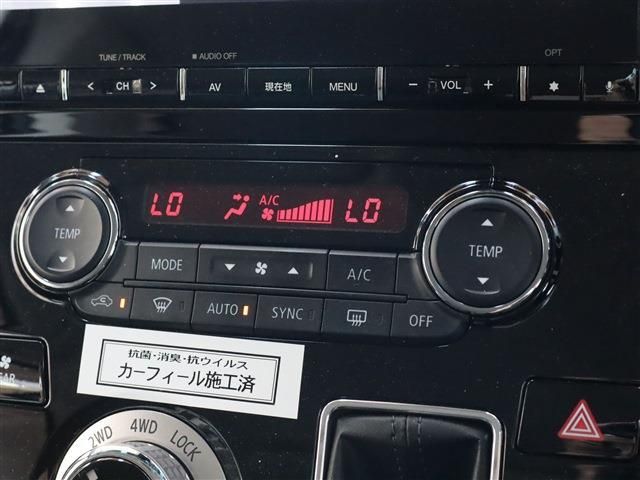 TUNE / TRACK
AUDIO OFF
OPT
< CH >
AV
現在地
MENU
- VOL +
LO
A/C
LO
TEMP
TEMP
MODE
A/C
AUTO
SYNC
OFF
抗菌・消臭・抗ウイルス
カーフィール施工済
2WD
4WD
LOCK